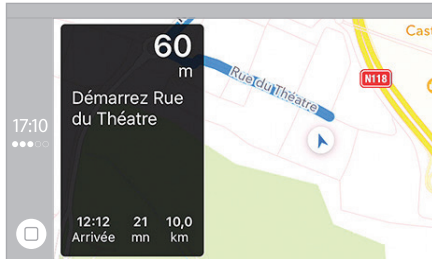 60
m
Démarrez Rue
du Théatre
17:10
12:12 21 10,0
Arrivée mn km
Rue du Théatre
N118
Cast